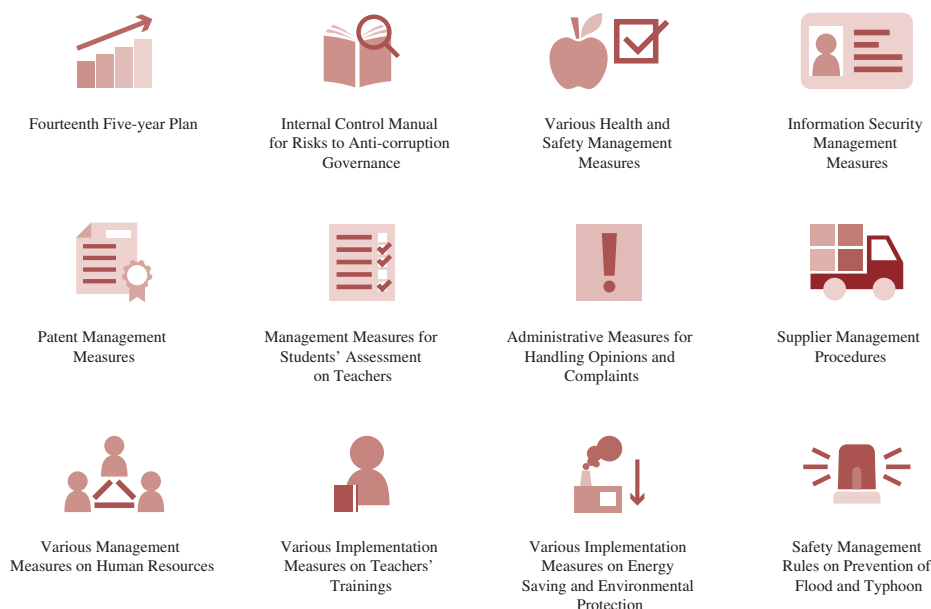 Fourteenth Five-year Plan
Internal Control Manual
for Risks to Anti-corruption
Governance
Various Health and
Safety Management
Measures
Information Security
Management
Measures
Patent Management
Measures
Management Measures for
Students’ Assessment
on Teachers
Administrative Measures for
Handling Opinions and
Complaints
Supplier Management
Procedures
Various Management
Measures on Human Resources
Various Implementation
Measures on Teachers’
Trainings
Various Implementation
Measures on Energy
Saving and Environmental
Protection
Safety Management
Rules on Prevention of
Flood and Typhoon